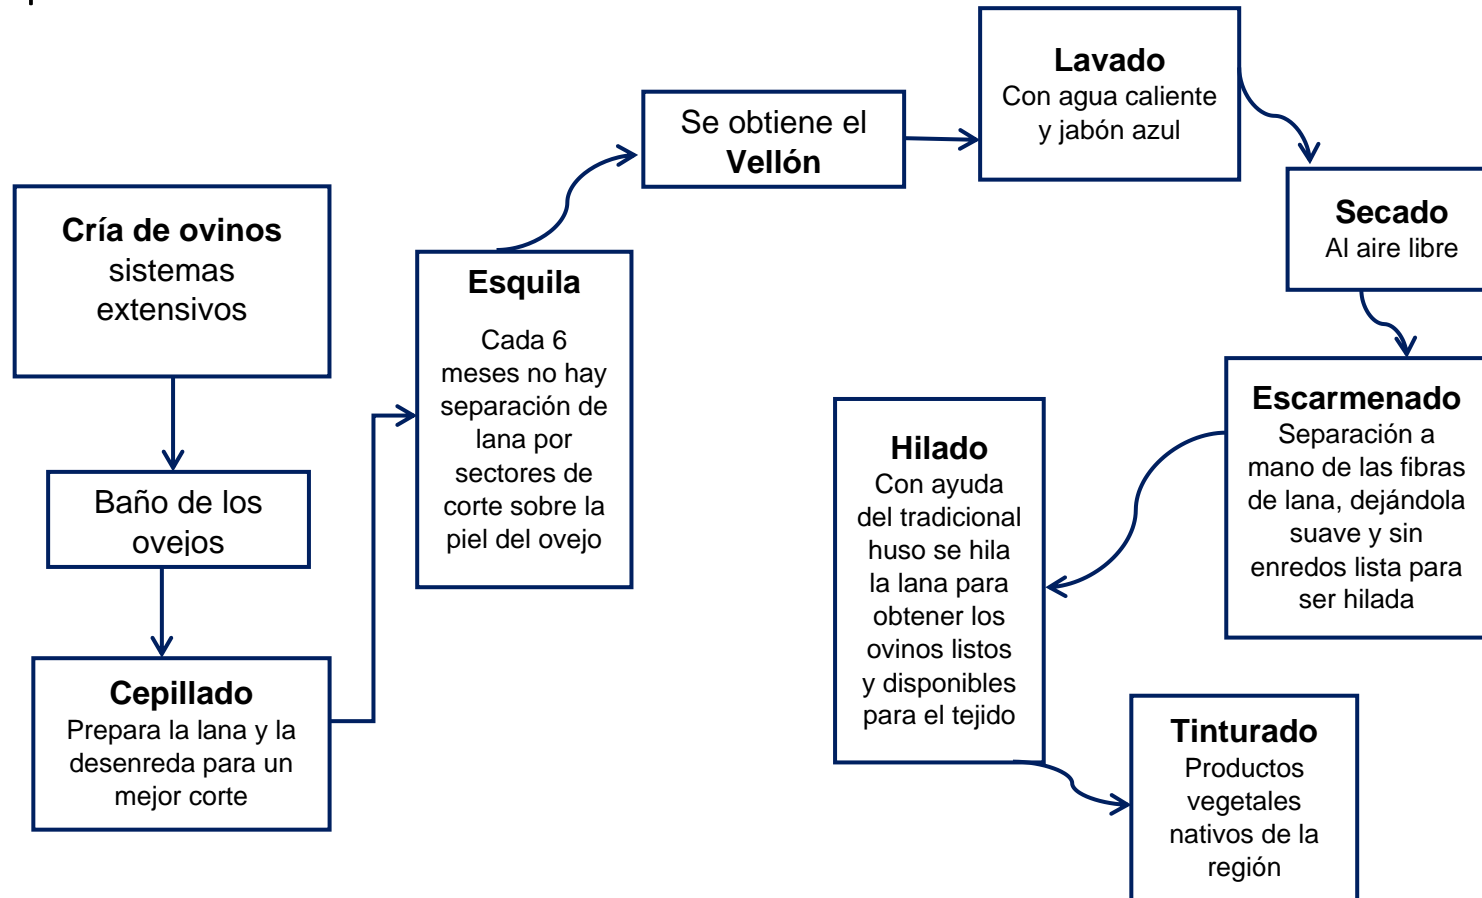 Cría de ovinos
sistemas
extensivos
Baño de los
ovejos
Cepillado
Prepara la lana y la
desenreda para un
mejor corte
Esquila
Cada 6
meses no hay
separación de
lana por
sectores de
corte sobre la
piel del ovejo
Se obtiene el
Vellón
Lavado
Con agua caliente
y jabón azul
Secado
Al aire libre
Escarmenado
Separación a
mano de las fibras
de lana, dejándola
suave y sin
enredos lista para
ser hilada
Hilado
Con ayuda
del tradicional
huso se hila
la lana para
obtener los
ovinos listos
y disponibles
para el tejido
Tinturado
Productos
vegetales
nativos de la
región